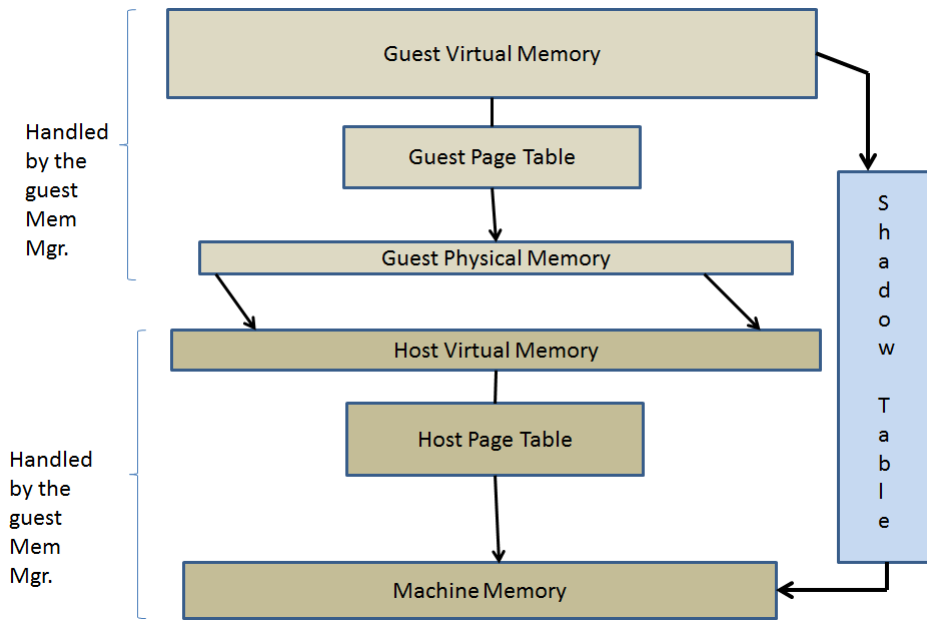 Guest Virtual Memory
Handled
by the
guest
Mem
Mgr.
Guest Page Table
Guest Physical Memory
Host Virtual Memory
Host Page Table
Handled
by the
guest
Mem
Mgr.
Machine Memory
S
h
a
d
o
w
T
a
b
l
e